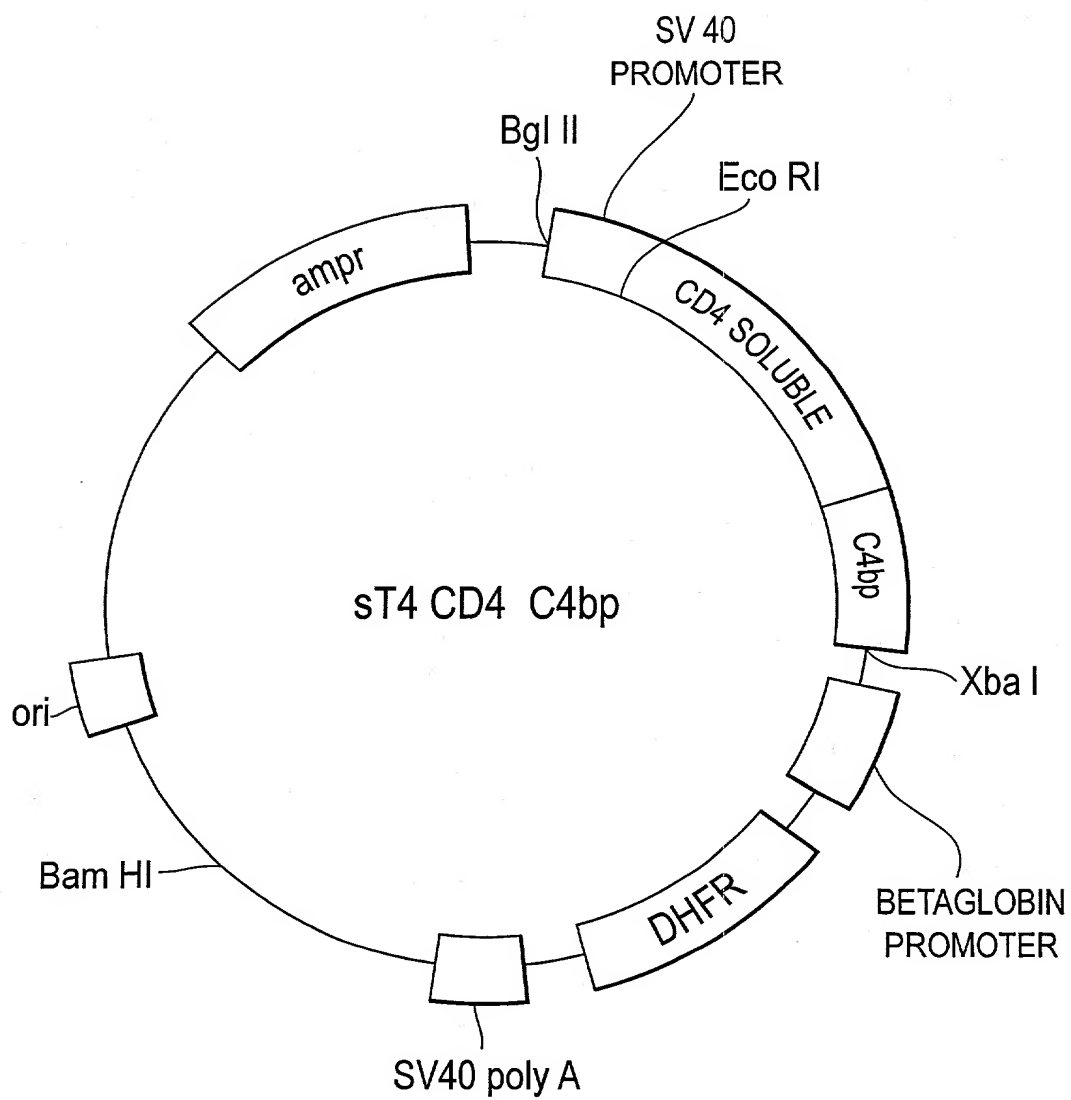 SV 40
PROMOTER
Bgl II
Eco RI
ampr
CD4 SOLUBLE
C4bp
sT4 CD4 C4bp
Xba I
ori
Bam HI
DHFR
BETAGLOBIN
PROMOTER
SV40 poly A